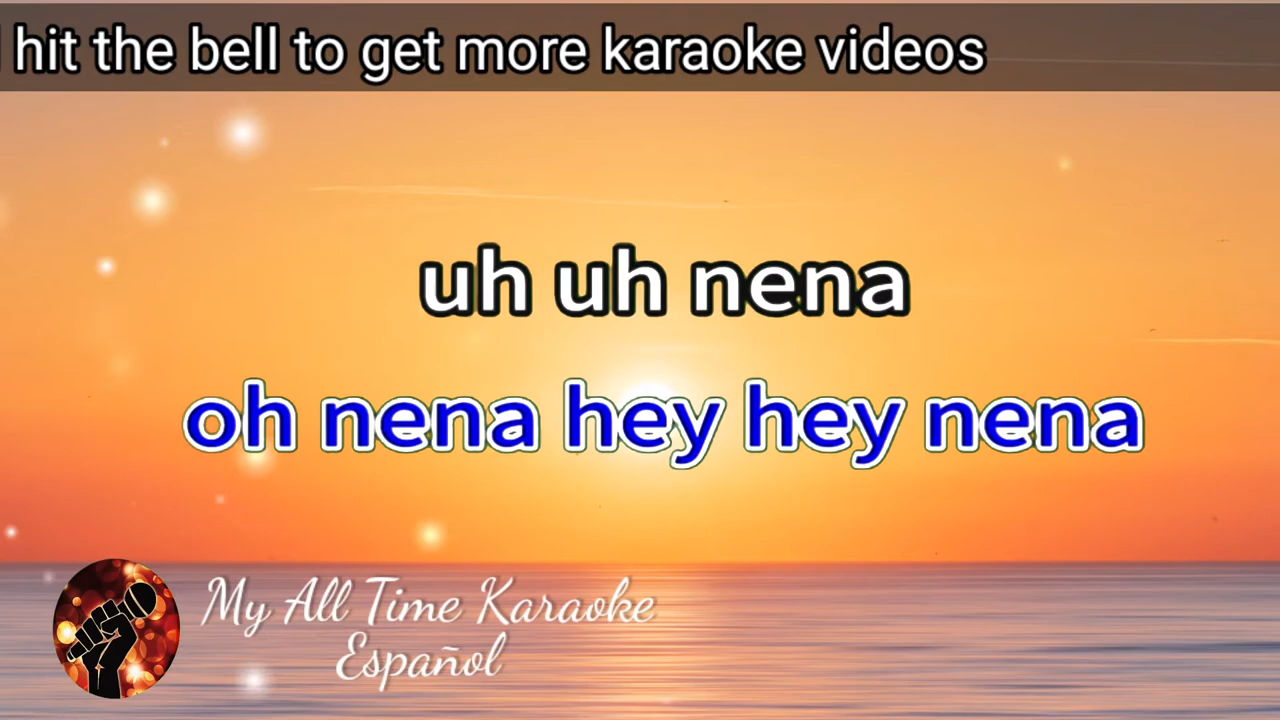 hit the bell to get more karaoke videos
uh uh nena
oh nena hey hey nena
My All Time Karaoke
Español